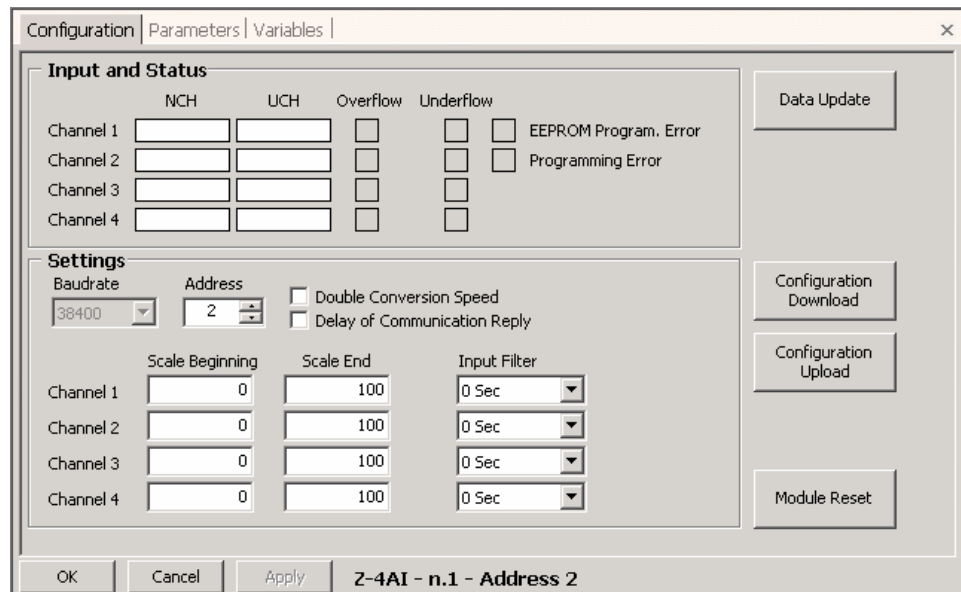 Configuration Parameters Variables
Input and Status
NCH UCH Overflow Underflow
Channel 1 EEPROM Program. Error
Channel 2 Programming Error
Channel 3
Channel 4
Data Update
Settings
Baudrate Address
38400 2
Double Conversion Speed
Delay of Communication Reply
Configuration
Download
Configuration
Upload
Scale Beginning Scale End Input Filter
Channel 1 0 100 0 Sec
Channel 2 0 100 0 Sec
Channel 3 0 100 0 Sec
Channel 4 0 100 0 Sec
Module Reset
OK Cancel Apply Z-4AI - n.1 - Address 2